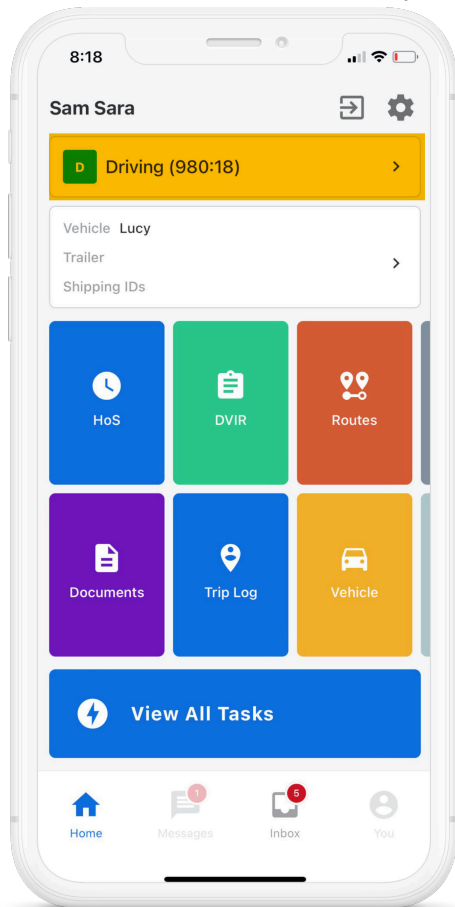 8:18
Sam Sara
D Driving (980:18)
Vehicle Lucy
Trailer
Shipping IDs
HoS DVIR Routes
Documents Trip Log Vehicle
View All Tasks
1 5
Home Messages Inbox You